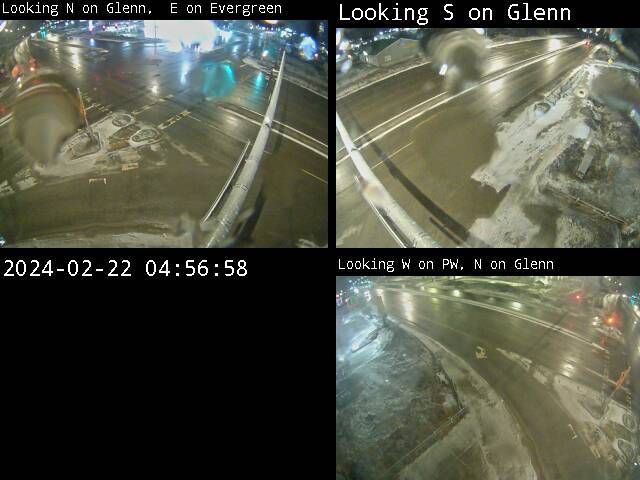 Looking N on Glenn, E on Evergreen
Looking S on Glenn
2024-02-22 04:56:58
Looking W on PW, N on Glenn